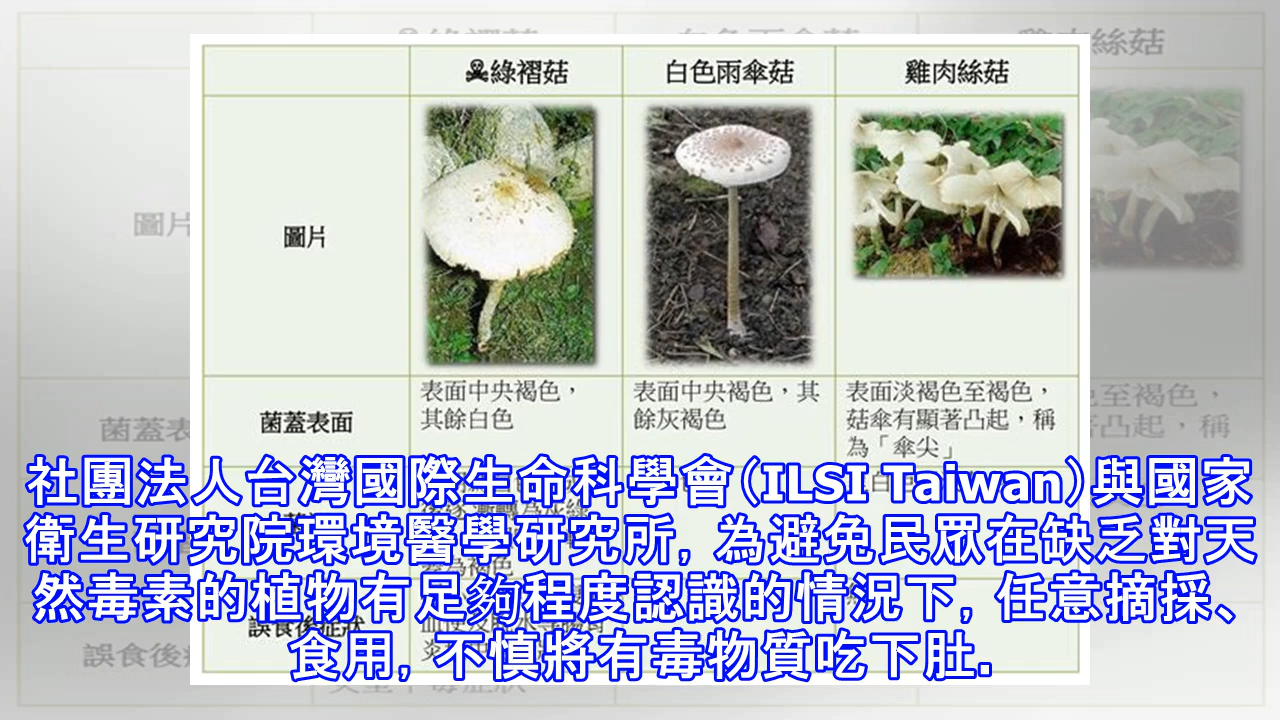 綠褶菇
白色雨傘菇
雞肉絲菇
圖片
菌蓋表面
表面中央褐色，
其餘白色
表面中央褐色，其
餘灰褐色
表面淡褐色至褐色，
菇傘有顯著凸起，稱
為「傘尖」
社團法人台灣國際生命科學會(ILSI Taiwan)與國家
衛生研究院環境醫學研究所, 為避免民眾在缺乏對天
然毒素的植物有足夠程度認識的情況下, 任意摘採、
食用, 不慎將有毒物質吃下肚.
誤食後症狀